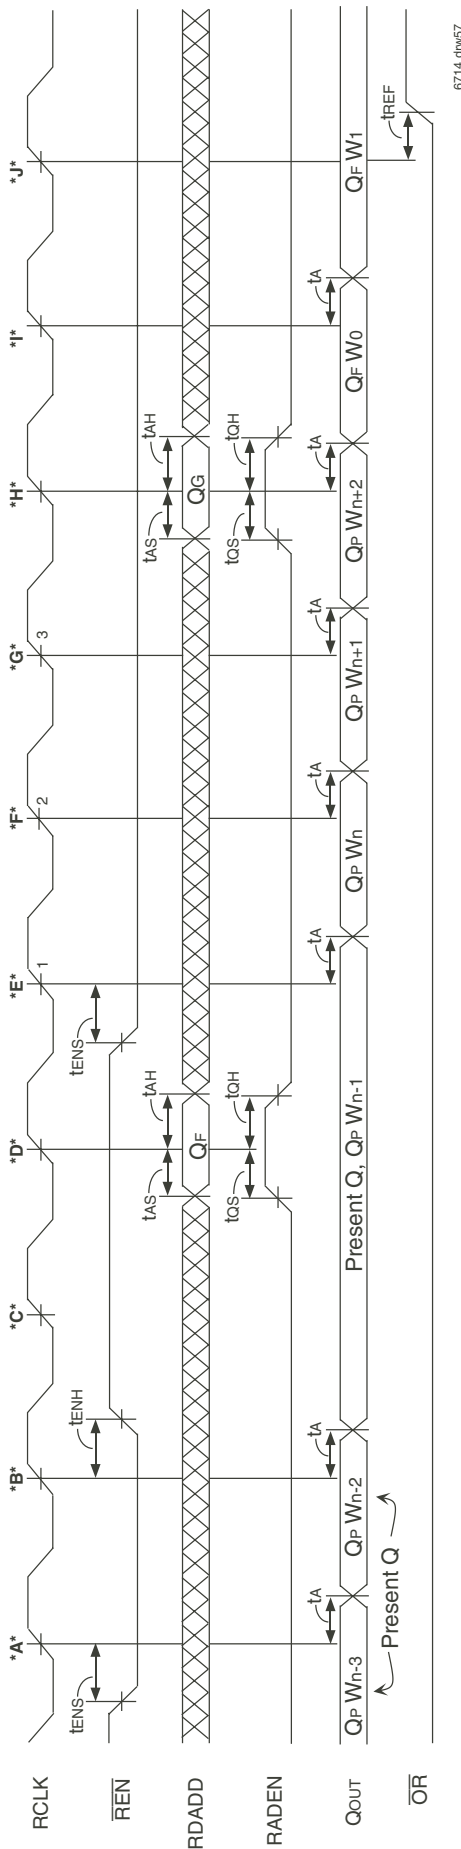 *A* *B* *C* *D* *E* *F* *G* *H* *I* *J*
RCLK 1 2 3
tENS tENH tENS
REN
tAS tAH tAS tAH
RDADD QF QG
tQS tQH tQS tQH
RADEN
tA tA tA tA tA tA tA
QOUT QP Wn-3 QP Wn-2 Present Q, QP Wn-1 QP Wn QP Wn+1 QP Wn+2 QF W0 QF W1
Present Q
tREF
OR
6714 drw57